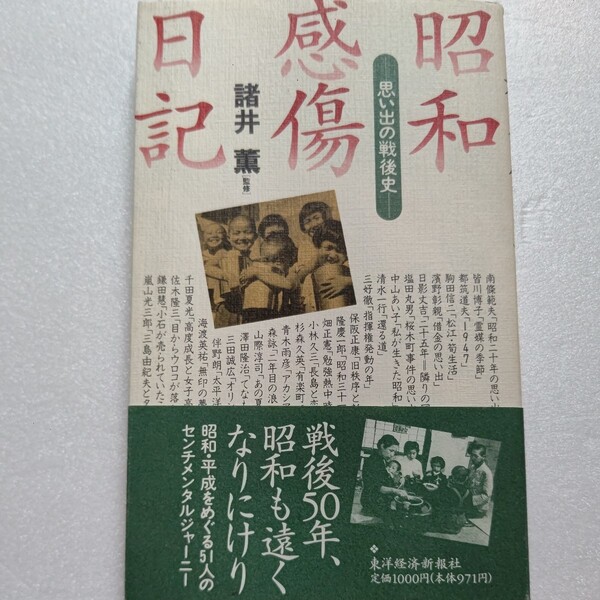 昭和
感傷
日記
思い出の戦後史
諸井 薫 監修
南條範夫「昭和二十年の思い出
皆川博子「霊媒の季節」
都筑道夫「1947
駒田信二「松江・筍生活」
濱野彰親「借金の思い出」
日影丈吉「二十五年=隣りの
塩田丸男「桜木町事件の思い
中山あい子「私が生きた昭和」
清水一行「還る道」
三好徹「指揮権発動の年」
保阪正康「旧秩序と
隆慶一郎「昭和三十
畑正憲「勉強熱中時
小林久三「長島と
杉森久英「有楽町
青木雨彦「アカシア
森詠「二年目の浪
山際淳司「あの夏
澤田隆治「てな
三田誠広「オリ
伴野朗「太平洋
海渡英祐「無印の
千田夏光「高度成長と女子高
佐木隆三「目からウロコが落
鎌田慧「小石が売られていた
嵐山光三郎「三島由紀夫と
戦後50年、
昭和も遠く
なりにけり
昭和・平成をめぐる51人の
センチメンタルジャーニー
東洋経済新報社
定価1000円(本体971円)